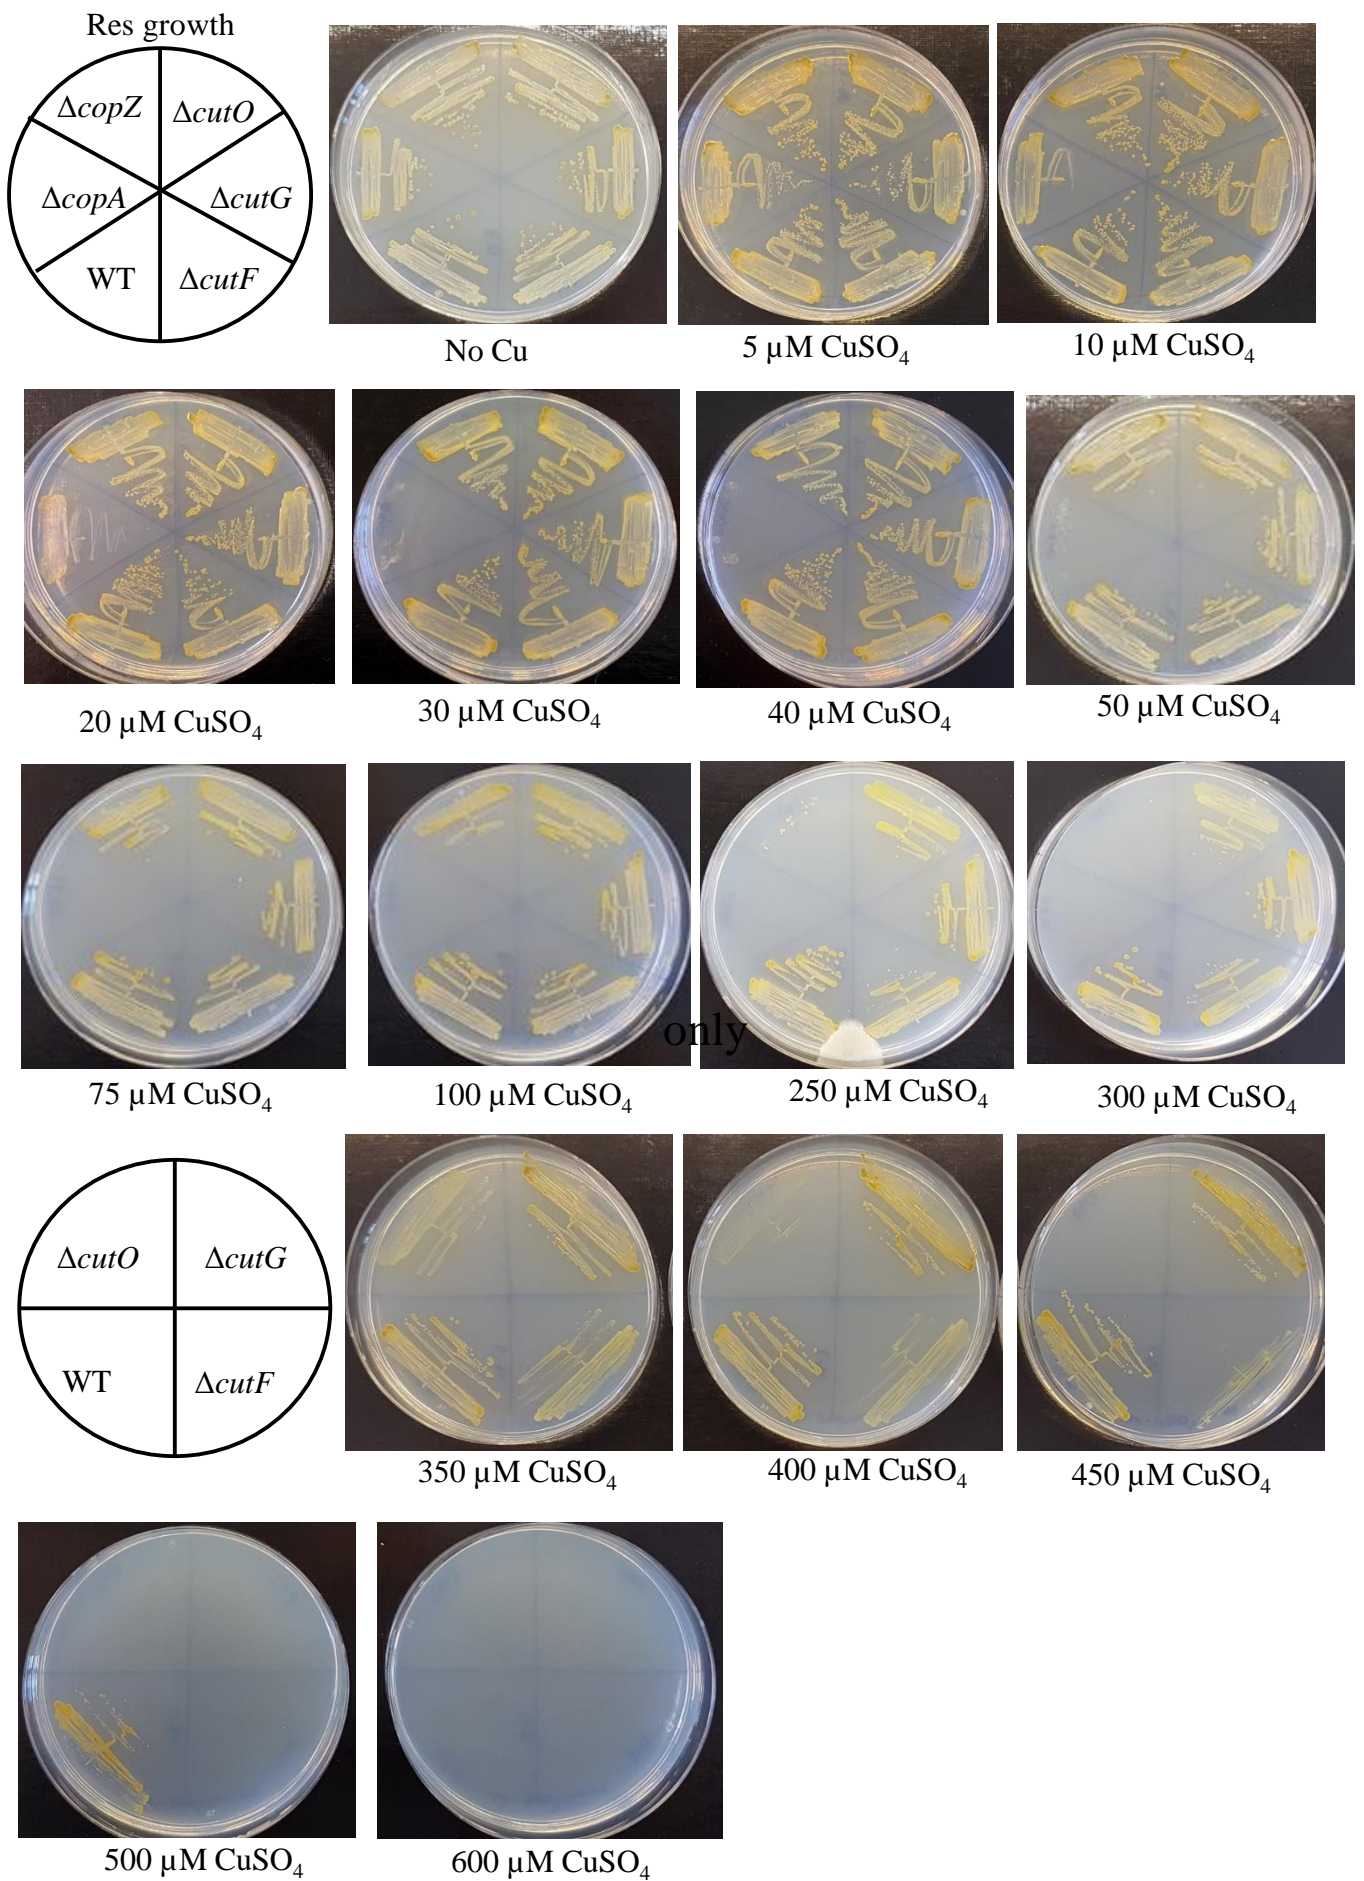 Res growth
ΔcopZ
ΔcutO
ΔcopA
ΔcutG
WT
ΔcutF
No Cu
5 µM CuSO₄
10 µM CuSO₄
20 µM CuSO₄
30 µM CuSO₄
40 µM CuSO₄
50 µM CuSO₄
only
75 µM CuSO₄
100 µM CuSO₄
250 µM CuSO₄
300 µM CuSO₄
ΔcutO
ΔcutG
WT
ΔcutF
350 µM CuSO₄
400 µM CuSO₄
450 µM CuSO₄
500 µM CuSO₄
600 µM CuSO₄